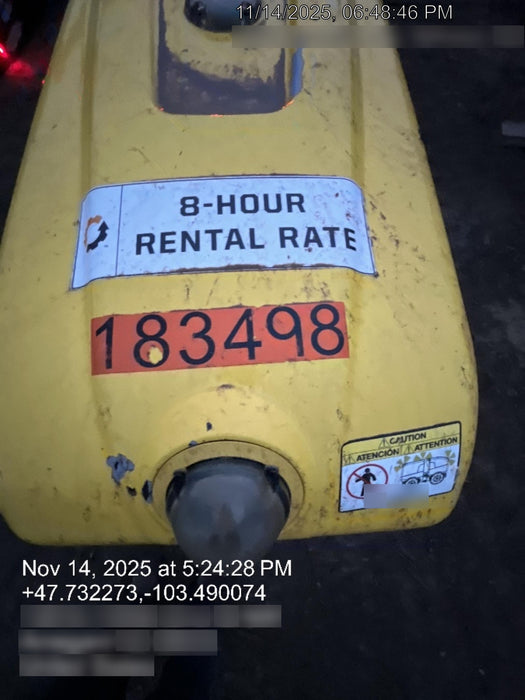 11/14/2025, 06:48:46 PM
8-HOUR
RENTAL RATE
183498
CAUTION
ATENCIÓN ATTENTION
Nov 14, 2025 at 5:24:28 PM
+47.732273,-103.490074